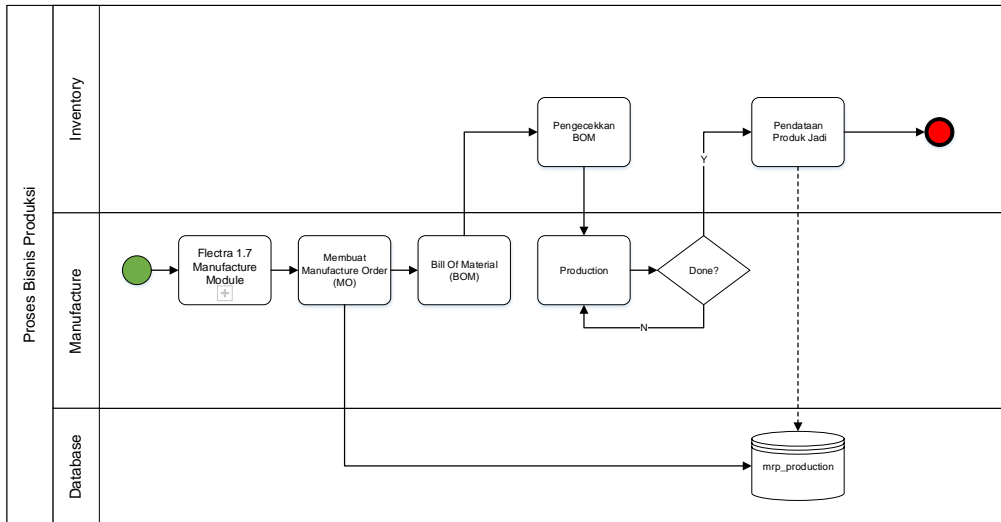 Proses Bisnis Produksi
Inventory
Pengecekkan
BOM
Pendataan
Produk Jadi
Y
Manufacture
Flectra 1.7
Manufacture
Module
Membuat
Manufacture Order
(MO)
Bill Of Material
(BOM)
Production
Done?
N
Database
mrp_production